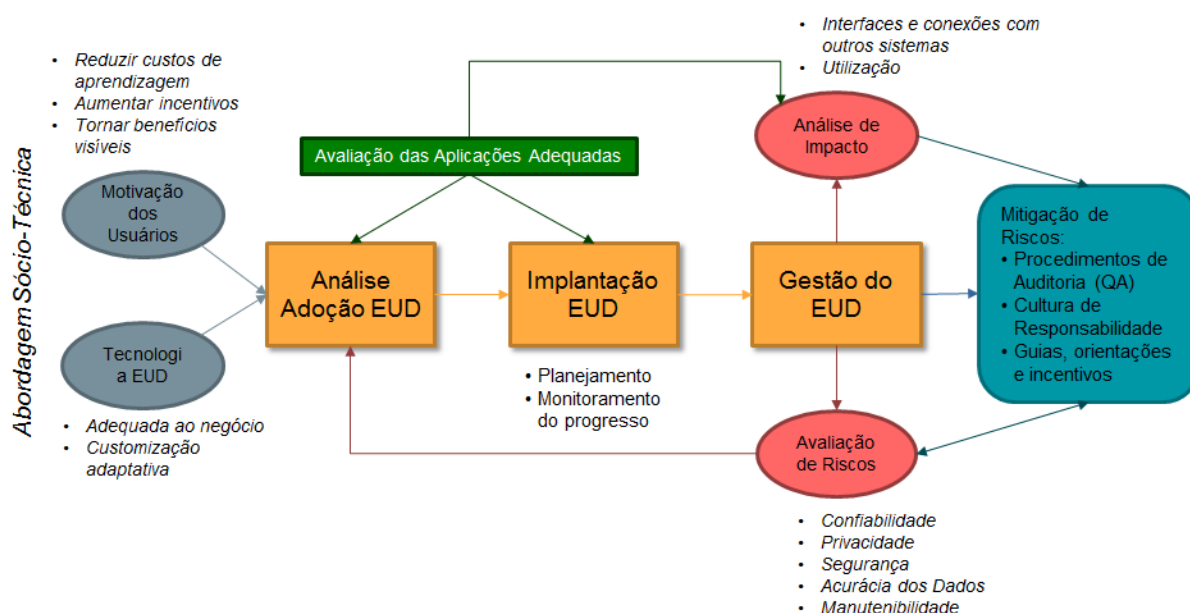 • Interfaces e conexões com
outros sistemas
• Utilização
• Reduzir custos de
aprendizagem
• Aumentar incentivos
• Tornar benefícios
visíveis
Abordagem Sócio-Técnica
Avaliação das Aplicações Adequadas
Análise de
Impacto
Motivação
dos
Usuários
Mitigação de
Riscos:
• Procedimentos de
Auditoria (QA)
• Cultura de
Responsabilidade
• Guias, orientações
e incentivos
Análise
Adoção EUD
Implantação
EUD
Gestão do
EUD
Tecnologi
a EUD
• Planejamento
• Monitoramento
do progresso
• Adequada ao negócio
• Customização
adaptativa
Avaliação
de Riscos
• Confiabilidade
• Privacidade
• Segurança
• Acurácia dos Dados
• Manutenibilidade